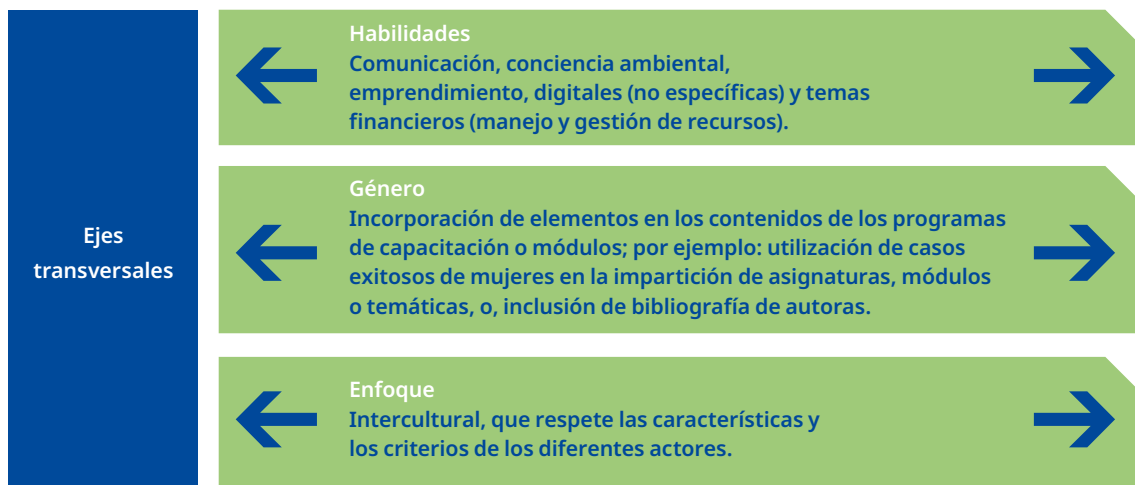 Ejes
transversales
Habilidades
Comunicación, conciencia ambiental,
emprendimiento, digitales (no específicas) y temas
financieros (manejo y gestión de recursos).
Género
Incorporación de elementos en los contenidos de los programas
de capacitación o módulos; por ejemplo: utilización de casos
exitosos de mujeres en la impartición de asignaturas, módulos
o temáticas, o, inclusión de bibliografía de autoras.
Enfoque
Intercultural, que respete las características y
los criterios de los diferentes actores.